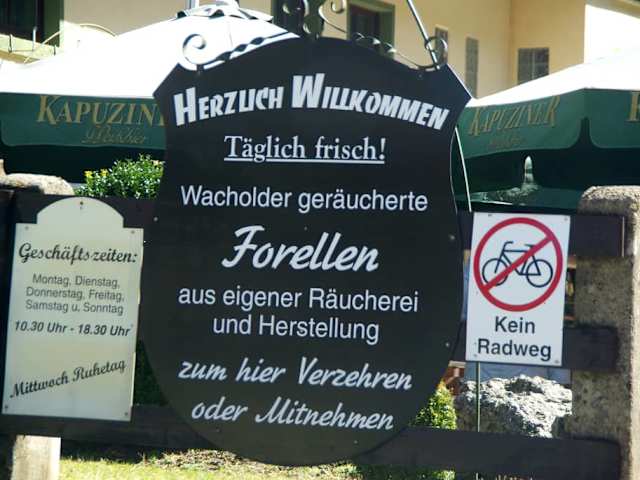 KAPUZINER
Weißbier
KAPUZINER
HERZLICH WILLKOMMEN
Täglich frisch!
Wacholder geräucherte
Forellen
aus eigener Räucherei
und Herstellung
zum hier Verzehren
oder Mitnehmen
Geschäftszeiten:
Montag, Dienstag,
Donnerstag, Freitag,
Samstag u. Sonntag
10.30 Uhr - 18.30 Uhr
Mittwoch Ruhetag
Kein
Radweg